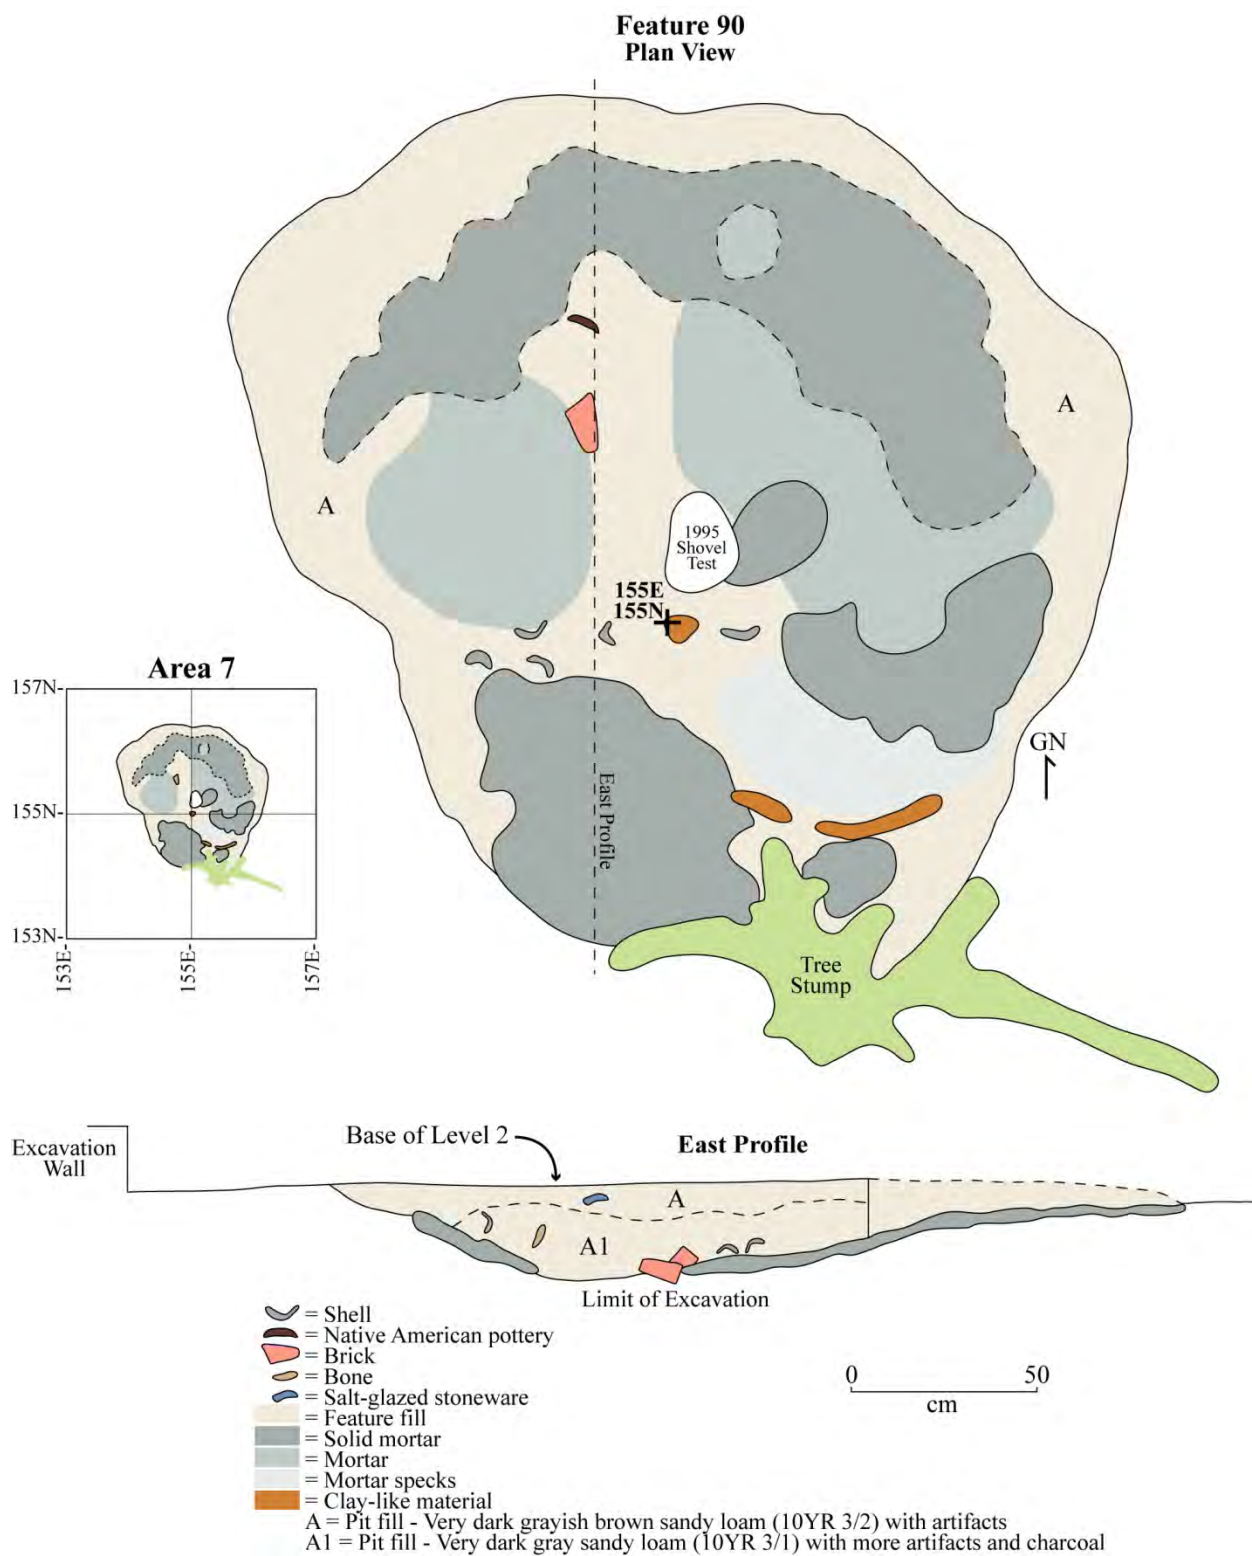 Feature 90
Plan View
A
A
1995
Shovel
Test
155E
155N
East Profile
GN
Tree
Stump
Area 7
157N-
155N-
153N-
153E-
155E-
157E-
Excavation
Wall
Base of Level 2
East Profile
A
A1
Limit of Excavation
= Shell
= Native American pottery
= Brick
= Bone
= Salt-glazed stoneware
= Feature fill
= Solid mortar
= Mortar
= Mortar specks
= Clay-like material
A = Pit fill - Very dark grayish brown sandy loam (10YR 3/2) with artifacts
A1 = Pit fill - Very dark gray sandy loam (10YR 3/1) with more artifacts and charcoal
0 50
cm